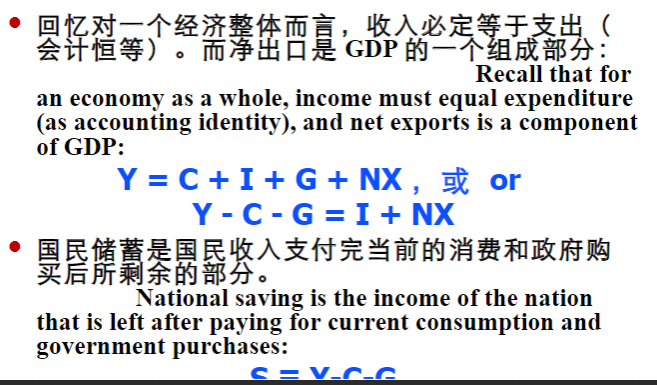 回忆对一个经济整体而言，收入必定等于支出（
会计恒等）。而净出口是 GDP 的一个组成部分：
Recall that for
an economy as a whole, income must equal expenditure
(as accounting identity), and net exports is a component
of GDP:
Y = C + I + G + NX ，或 or
Y - C - G = I + NX
国民储蓄是国民收入支付完当前的消费和政府购
买后所剩余的部分。
National saving is the income of the nation
that is left after paying for current consumption and
government purchases:
S = Y-C-G